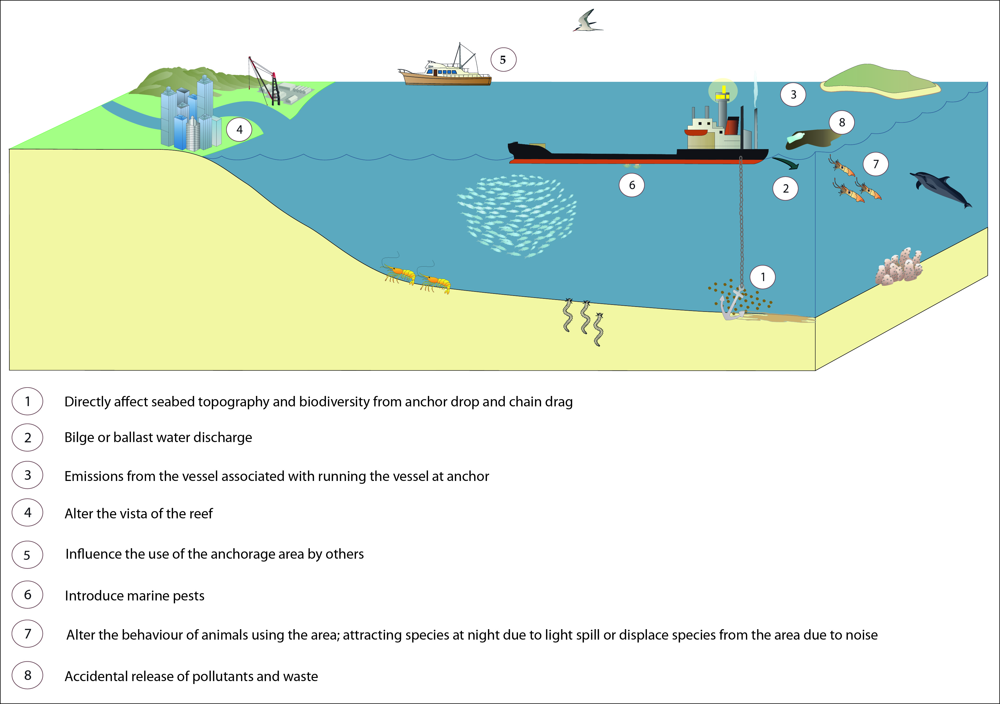 5
3
8
4
7
6
2
1
1 Directly affect seabed topography and biodiversity from anchor drop and chain drag
2 Bilge or ballast water discharge
3 Emissions from the vessel associated with running the vessel at anchor
4 Alter the vista of the reef
5 Influence the use of the anchorage area by others
6 Introduce marine pests
7 Alter the behaviour of animals using the area; attracting species at night due to light spill or displace species from the area due to noise
8 Accidental release of pollutants and waste